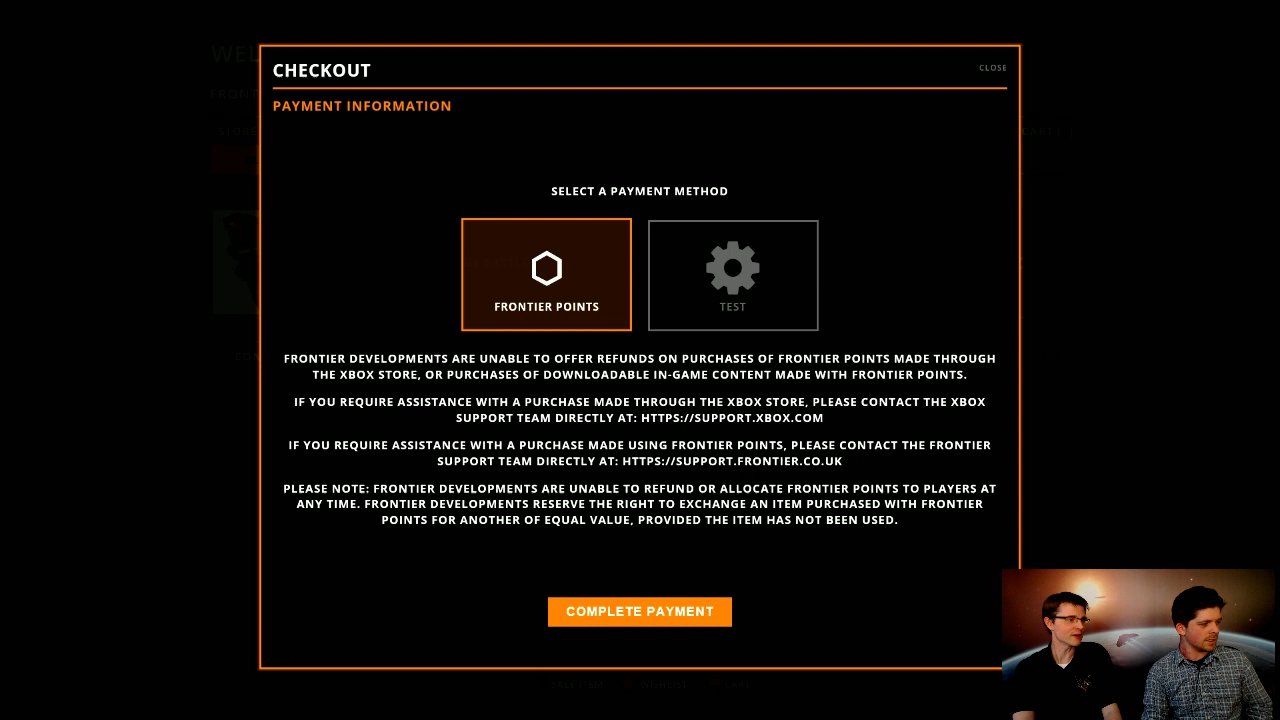 CHECKOUT
CLOSE
PAYMENT INFORMATION
SELECT A PAYMENT METHOD
FRONTIER POINTS
TEST
FRONTIER DEVELOPMENTS ARE UNABLE TO OFFER REFUNDS ON PURCHASES OF FRONTIER POINTS MADE THROUGH
THE XBOX STORE, OR PURCHASES OF DOWNLOADABLE IN-GAME CONTENT MADE WITH FRONTIER POINTS.
IF YOU REQUIRE ASSISTANCE WITH A PURCHASE MADE THROUGH THE XBOX STORE, PLEASE CONTACT THE XBOX
SUPPORT TEAM DIRECTLY AT: HTTPS://SUPPORT.XBOX.COM
IF YOU REQUIRE ASSISTANCE WITH A PURCHASE MADE USING FRONTIER POINTS, PLEASE CONTACT THE FRONTIER
SUPPORT TEAM DIRECTLY AT: HTTPS://SUPPORT.FRONTIER.CO.UK
PLEASE NOTE: FRONTIER DEVELOPMENTS ARE UNABLE TO REFUND OR ALLOCATE FRONTIER POINTS TO PLAYERS AT
ANY TIME. FRONTIER DEVELOPMENTS RESERVE THE RIGHT TO EXCHANGE AN ITEM PURCHASED WITH FRONTIER
POINTS FOR ANOTHER OF EQUAL VALUE, PROVIDED THE ITEM HAS NOT BEEN USED.
COMPLETE PAYMENT